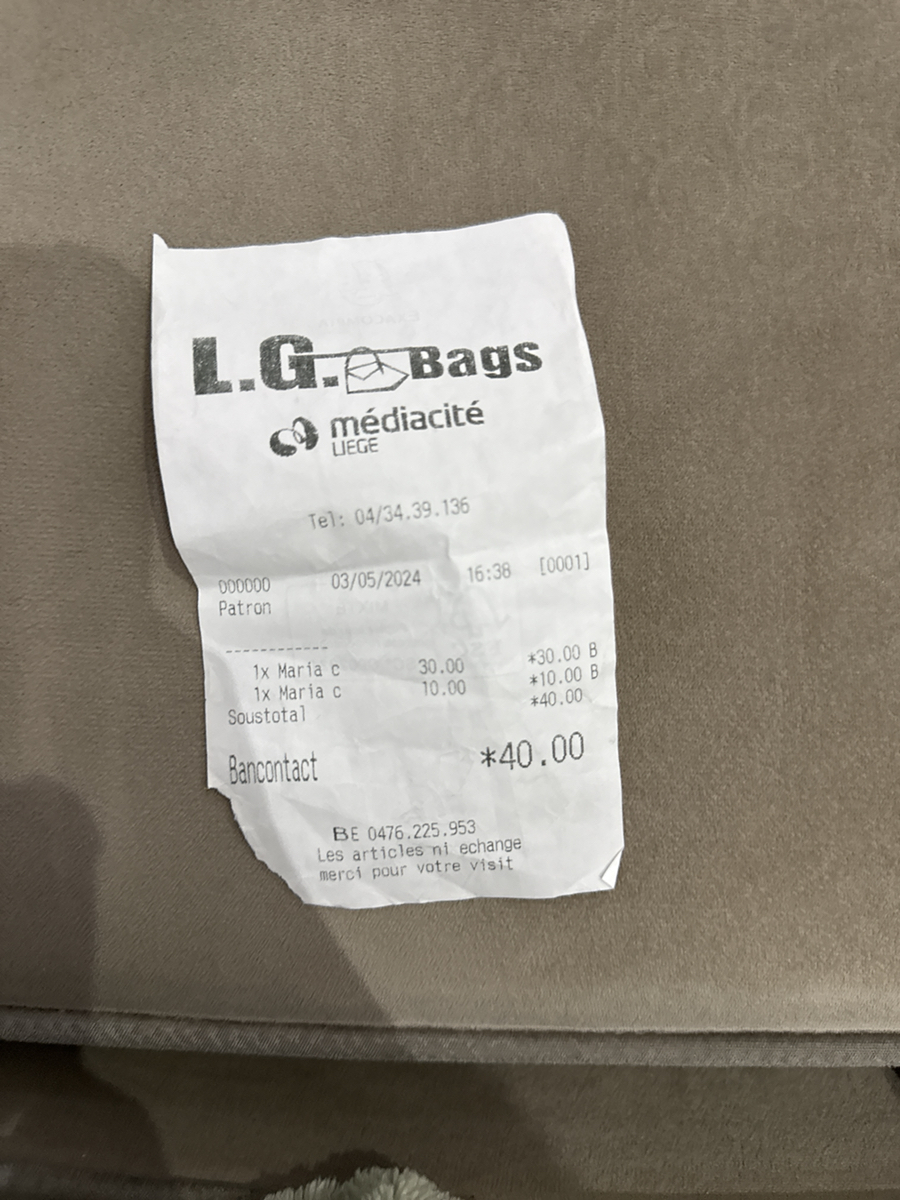 L.G. Bags
médiacité
LIEGE
Tel: 04/34.39.136
000000 03/05/2024 16:38 [0001]
Patron
------------
1x Maria c 30.00 *30.00 B
1x Maria c 10.00 *10.00 B
Soustotal *40.00
Bancontact *40.00
BE 0476.225.953
Les articles ni echange
merci pour votre visit